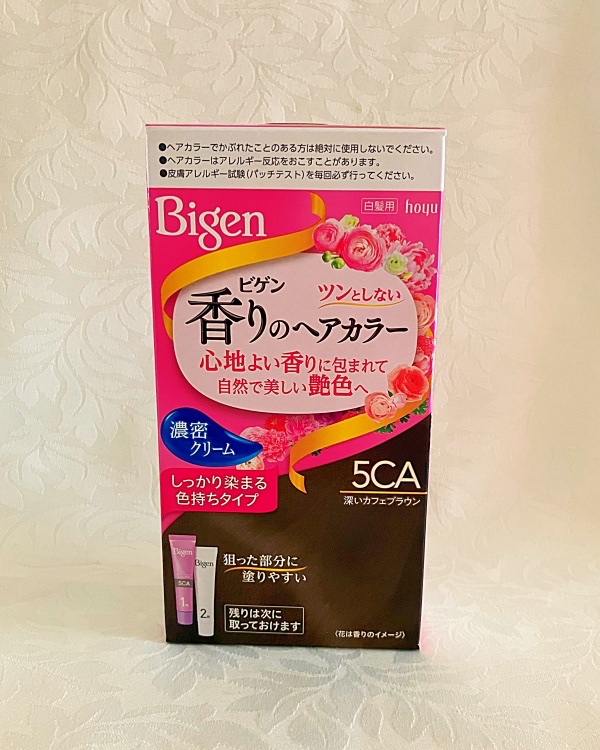 ●ヘアカラーでかぶれたことのある方は絶対に使用しないでください。
●ヘアカラーはアレルギー反応をおこすことがあります。
●皮膚アレルギー試験(パッチテスト)を毎回必ず行ってください。
Bigen
白髪用 hoyu
ビゲン
ツンとしない
香りのヘアカラー
心地よい香りに包まれて
自然で美しい艶色へ
濃密
クリーム
しっかり染まる
色持ちタイプ
5CA
深いカフェブラウン
Bigen
5CA
1剤
Bigen
2剤
狙った部分に
塗りやすい
残りは次に
取っておけます
〈花は香りのイメージ〉